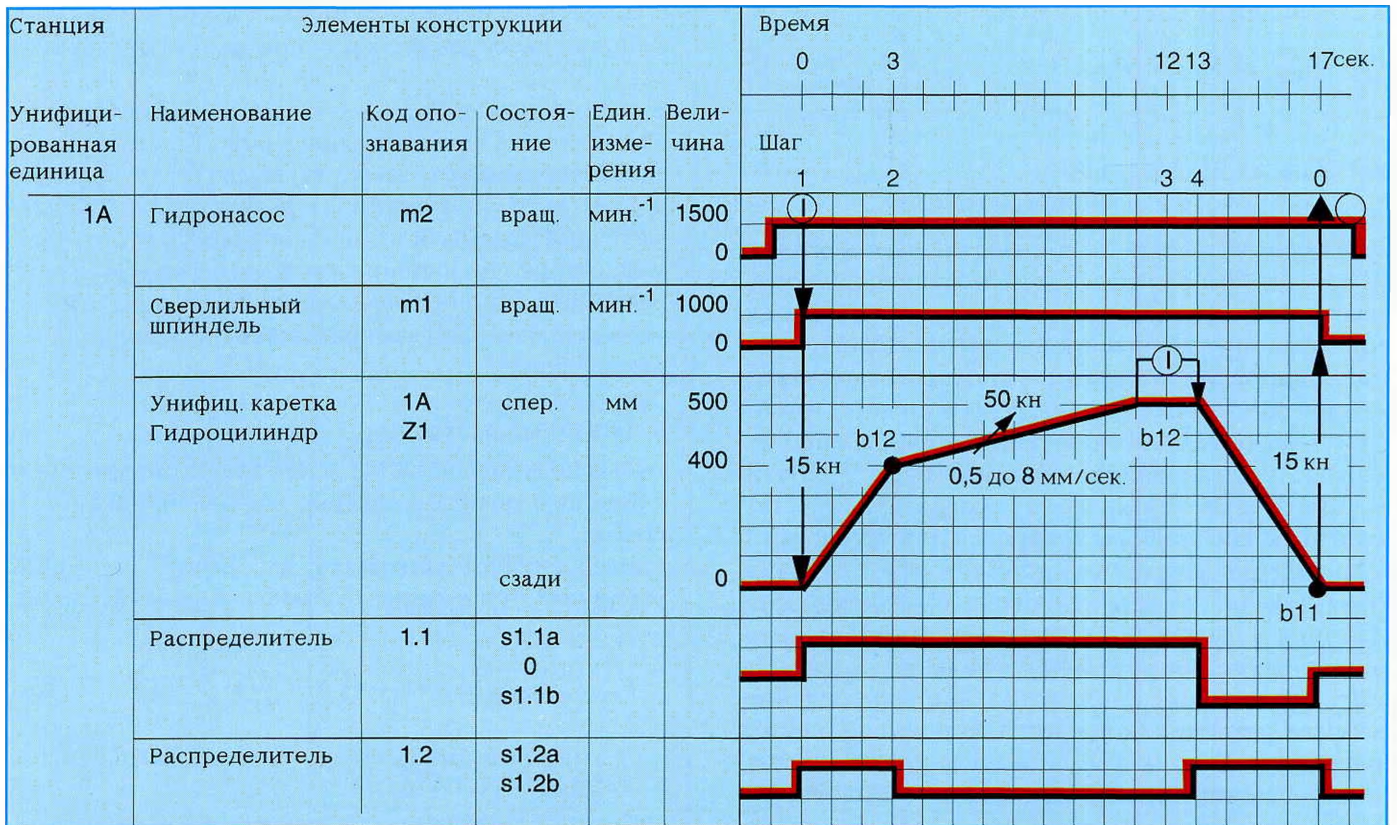 Станция
Элементы конструкции
Время
0 3 12 13 17сек.
Унифици-
рованная
единица
Наименование
Код опо-
знавания
Состоя-
ние
Един.
изме-
рения
Вели-
чина
Шаг
1 2 3 4 0
1A Гидронасос m2 вращ. мин.-1 1500
0
Сверлильный
шпиндель
m1 вращ. мин.-1 1000
0
Унифиц. каретка 1A спер. мм 500
Гидроцилиндр Z1
400
сзади 0
I
I
15 кн
b12
50 кн
0,5 до 8 мм/сек.
b12
15 кн
b11
Распределитель 1.1 s1.1a
0
s1.1b
Распределитель 1.2 s1.2a
s1.2b